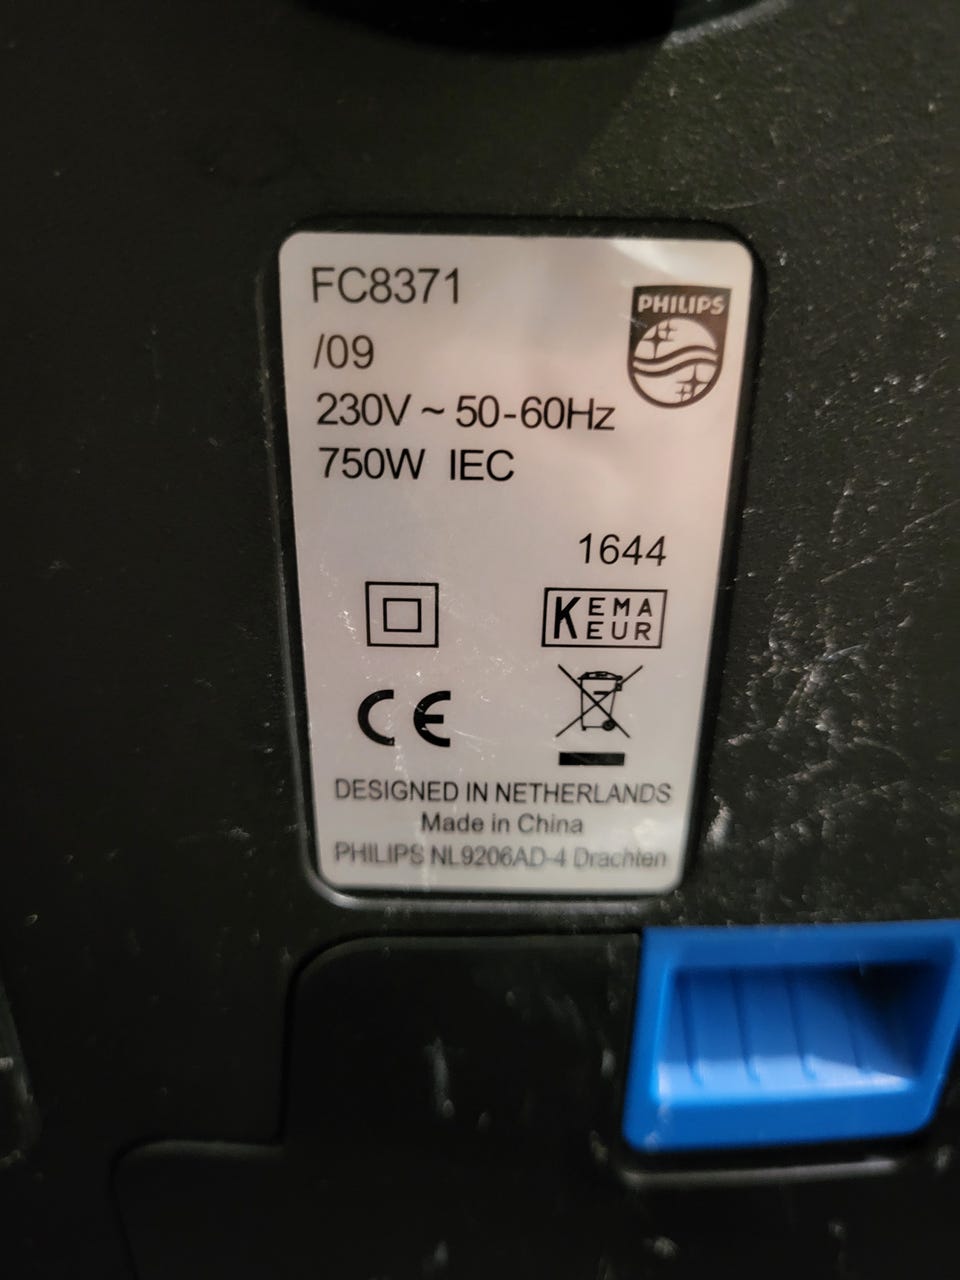 FC8371
PHILIPS
/09
230V ~ 50-60Hz
750W IEC
1644
KEMA
EUR
CE
DESIGNED IN NETHERLANDS
Made in China
PHILIPS NL9206AD-4 Drachten